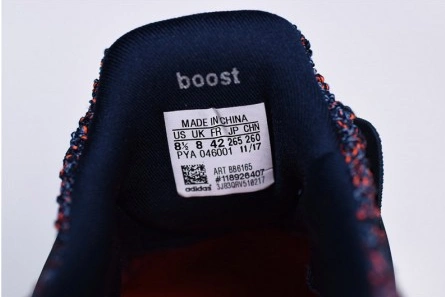 boost
MADE IN CHINA
US UK FR JP CHN
8½ 8 42 265 260
PYA 046001 11/17
ART BB6165
#118926407
adidas 3J83QRV510217